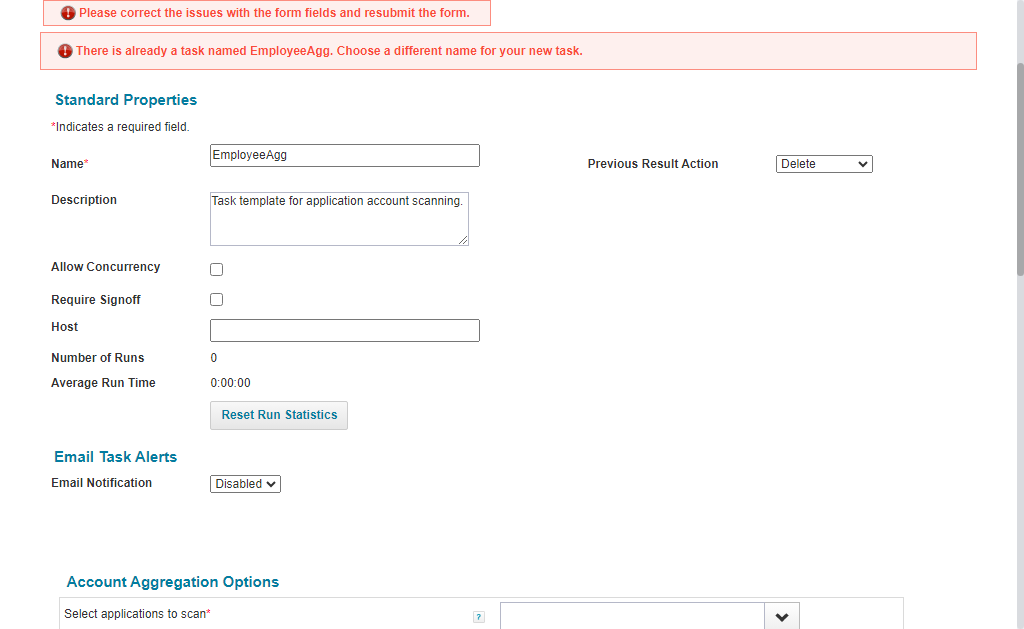 Please correct the issues with the form fields and resubmit the form.
There is already a task named EmployeeAgg. Choose a different name for your new task.
Standard Properties
*Indicates a required field.
Name*
EmployeeAgg
Previous Result Action
Delete
Description
Task template for application account scanning.
Allow Concurrency
Require Signoff
Host
Number of Runs
0
Average Run Time
0:00:00
Reset Run Statistics
Email Task Alerts
Email Notification
Disabled
Account Aggregation Options
Select applications to scan*
?